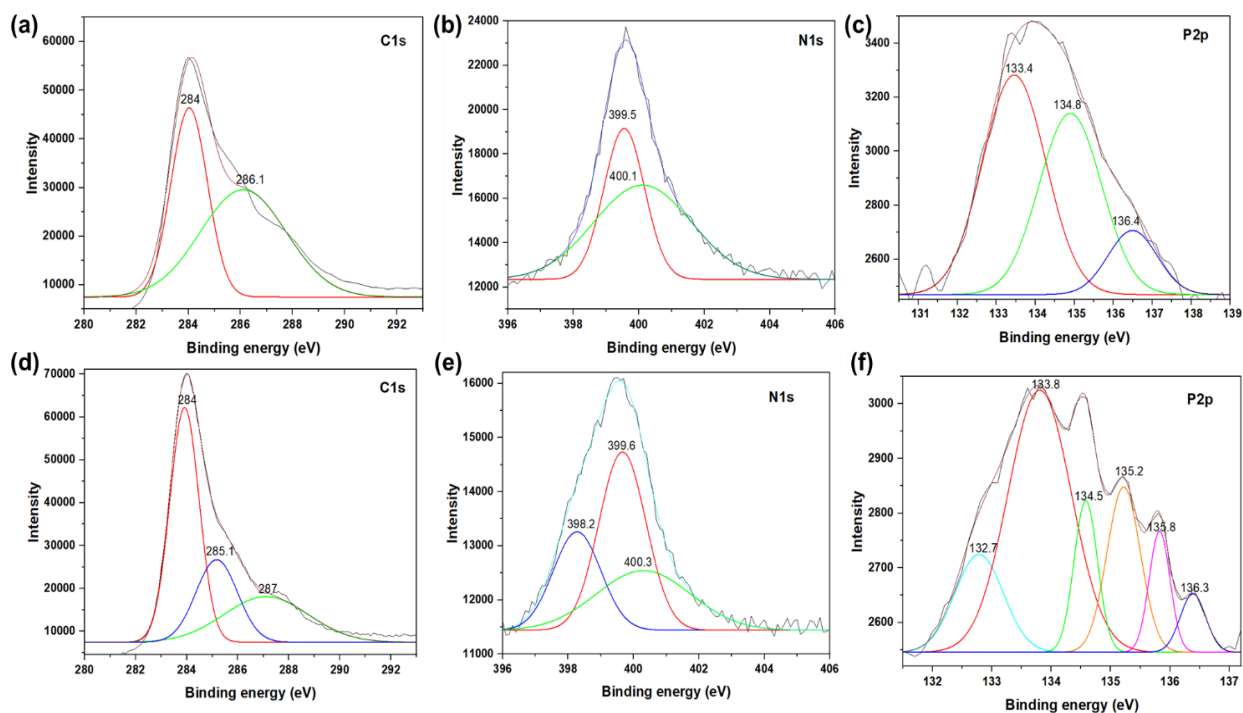 (a)
C1s
284
286.1
60000
50000
40000
30000
20000
10000
Intensity
280 282 284 286 288 290 292
Binding energy (eV)
(b)
N1s
399.5
400.1
24000
22000
20000
18000
16000
14000
12000
Intensity
396 398 400 402 404 406
Binding energy (eV)
(c)
P2p
133.4
134.8
136.4
3400
3200
3000
2800
2600
Intensity
131 132 133 134 135 136 137 138 139
Binding energy (eV)
(d)
C1s
284
285.1
287
70000
60000
50000
40000
30000
20000
10000
Intensity
280 282 284 286 288 290 292
Binding energy (eV)
(e)
N1s
398.2
399.6
400.3
16000
15000
14000
13000
12000
11000
Intensity
396 398 400 402 404 406
Binding energy (eV)
(f)
P2p
132.7
133.8
134.5
135.2
135.8
136.3
3000
2900
2800
2700
2600
Intensity
132 133 134 135 136 137
Binding energy (eV)